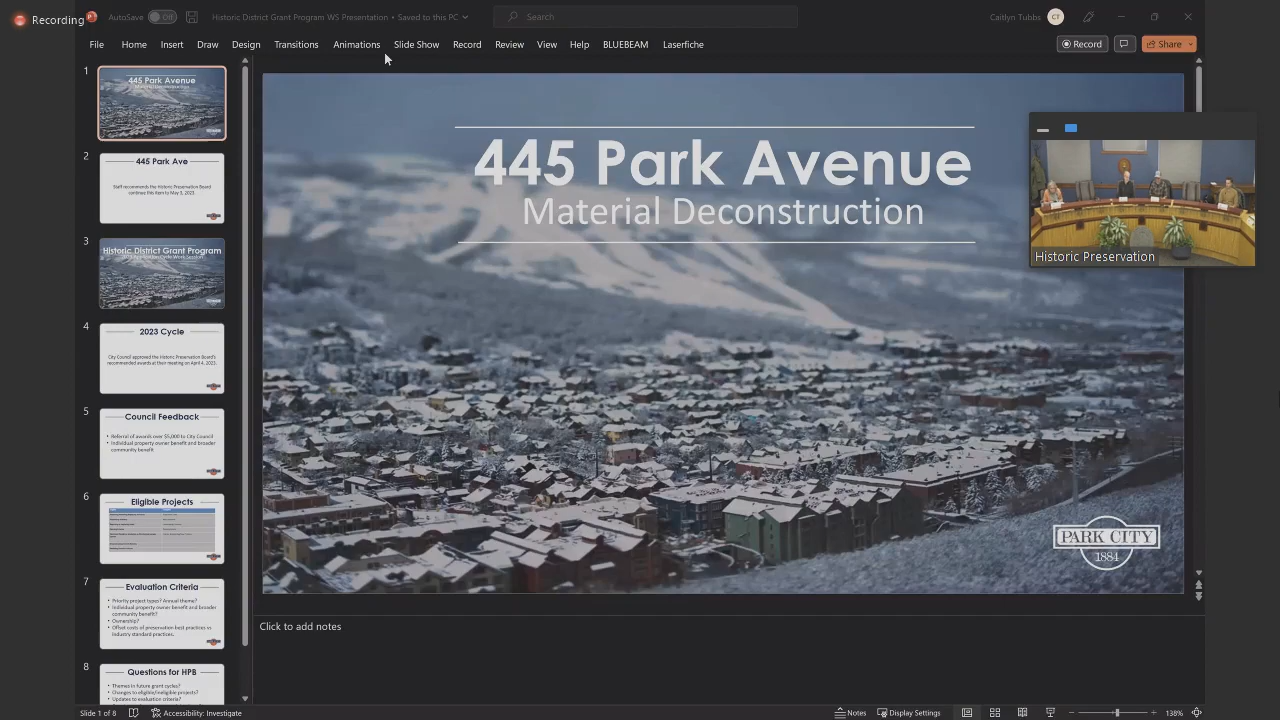 Recording
AutoSave Off
Historic District Grant Program WS Presentation • Saved to this PC
Search
Caitlyn Tubbs
CT
File Home Insert Draw Design Transitions Animations Slide Show Record Review View Help BLUEBEAM Laserfiche
Record
Share
1
445 Park Avenue
Material Deconstruction
2
445 Park Ave
Staff recommends the Historic Preservation Board
continue this item to May 3, 2023
3
Historic District Grant Program
4
2023 Cycle
City Council approved the Historic Preservation Board's
recommended awards at their meeting on April 4, 2023.
5
Council Feedback
• Referral of awards over $5,000 to City Council
• Individual property owner benefit and broader
community benefit
6
Eligible Projects
7
Evaluation Criteria
• Priority project types? Annual theme?
• Individual property owner benefit and broader
community benefit?
• Ownership?
• Offset costs of preservation best practices vs
industry standard practices.
8
Questions for HPB
• Themes in future grant cycles?
• Changes to eligible/ineligible projects?
• Updates to evaluation criteria?
445 Park Avenue
Material Deconstruction
PARK CITY
1884
Historic Preservation
Click to add notes
Slide 1 of 8
Accessibility: Investigate
Notes
Display Settings
138%